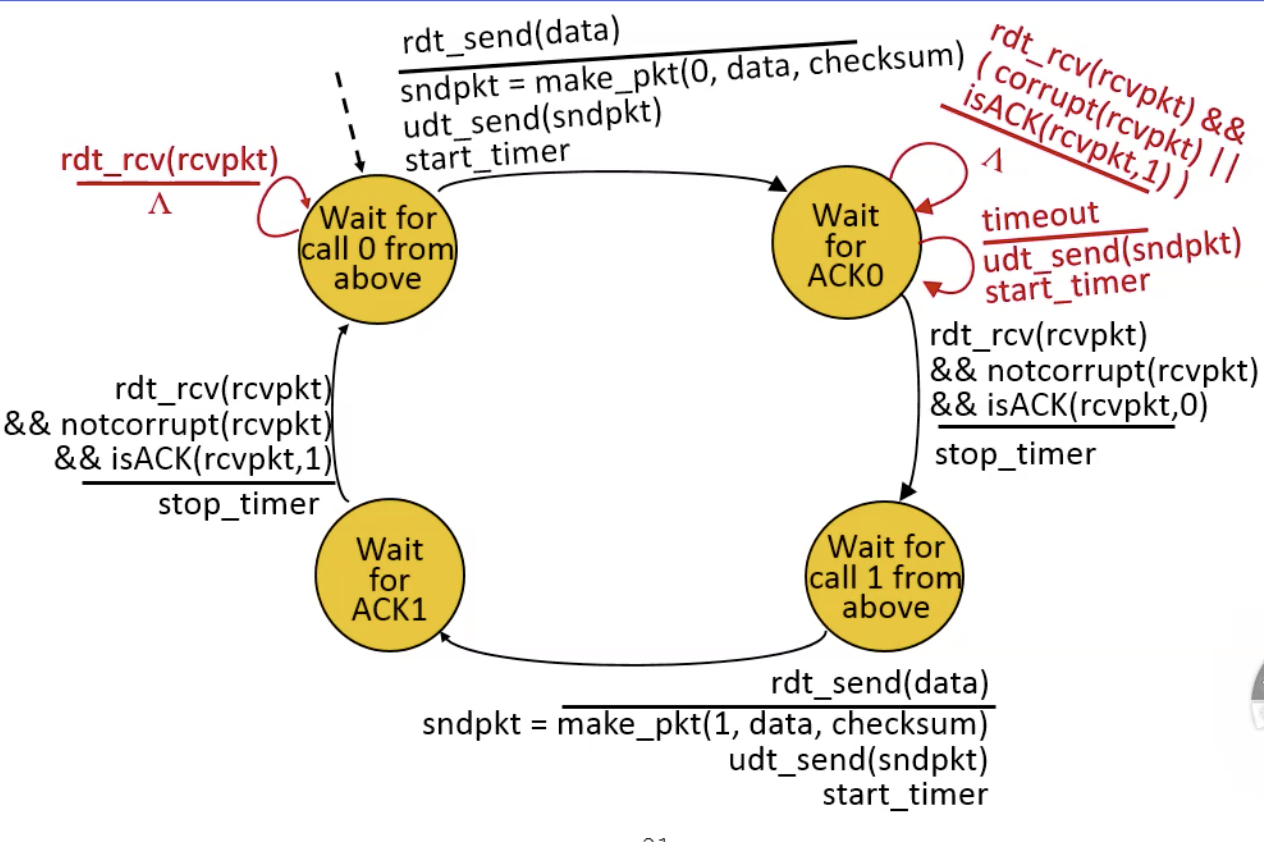 rdt_send(data)
sndpkt = make_pkt(0, data, checksum)
udt_send(sndpkt)
start_timer
rdt_rcv(rcvpkt) &&
( corrupt(rcvpkt) ||
isACK(rcvpkt,1) )
Λ
rdt_rcv(rcvpkt)
Λ
Wait for
call 0 from
above
Wait
for
ACK0
timeout
udt_send(sndpkt)
start_timer
rdt_rcv(rcvpkt)
&& notcorrupt(rcvpkt)
&& isACK(rcvpkt,0)
stop_timer
rdt_rcv(rcvpkt)
&& notcorrupt(rcvpkt)
&& isACK(rcvpkt,1)
stop_timer
Wait
for
ACK1
Wait for
call 1 from
above
rdt_send(data)
sndpkt = make_pkt(1, data, checksum)
udt_send(sndpkt)
start_timer